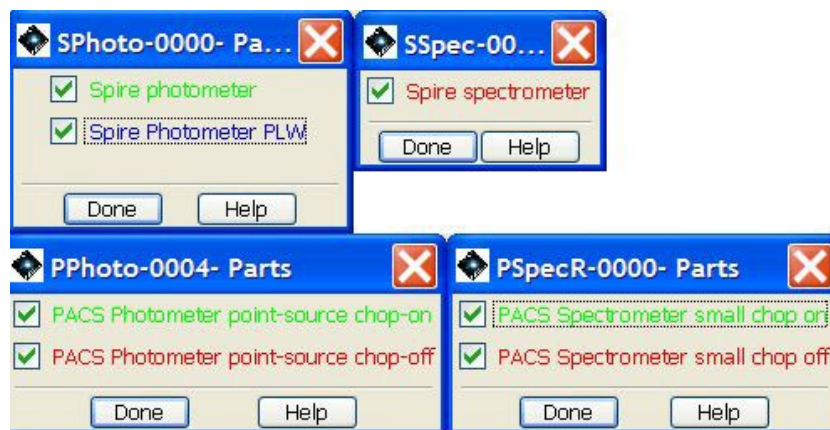 SPhoto-0000- Pa...
Spire photometer
Spire Photometer PLW
Done Help
SSpec-00...
Spire spectrometer
Done Help
PPhoto-0004- Parts
PACS Photometer point-source chop-on
PACS Photometer point-source chop-off
Done Help
PSpecR-0000- Parts
PACS Spectrometer small chop on
PACS Spectrometer small chop off
Done Help